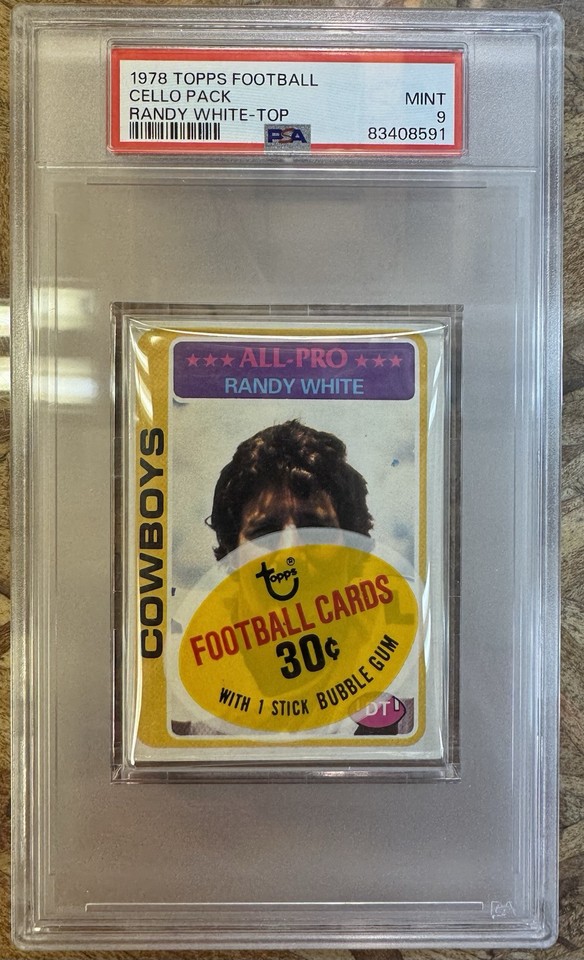 1978 TOPPS FOOTBALL
CELLO PACK MINT
RANDY WHITE-TOP 9
PSA 83408591
★★★ ALL-PRO ★★★
RANDY WHITE
COWBOYS
topps®
FOOTBALL CARDS
30¢
WITH 1 STICK BUBBLE GUM
DT
PSA